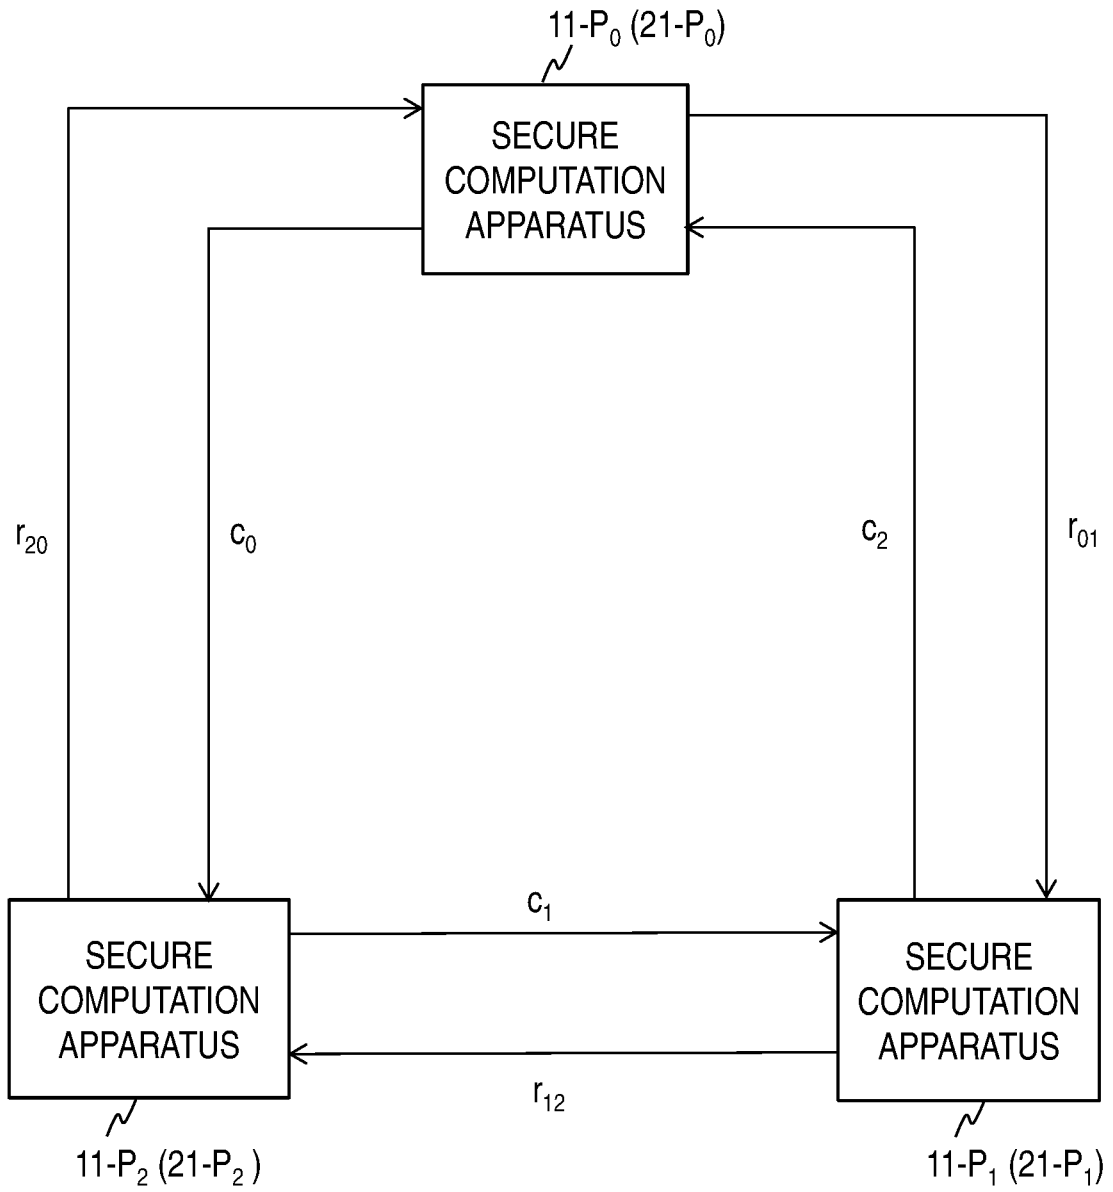 11-P₀ (21-P₀)
SECURE
COMPUTATION
APPARATUS
r₂₀
c₀
c₂
r₀₁
c₁
SECURE
COMPUTATION
APPARATUS
SECURE
COMPUTATION
APPARATUS
r₁₂
11-P₂ (21-P₂ )
11-P₁ (21-P₁)